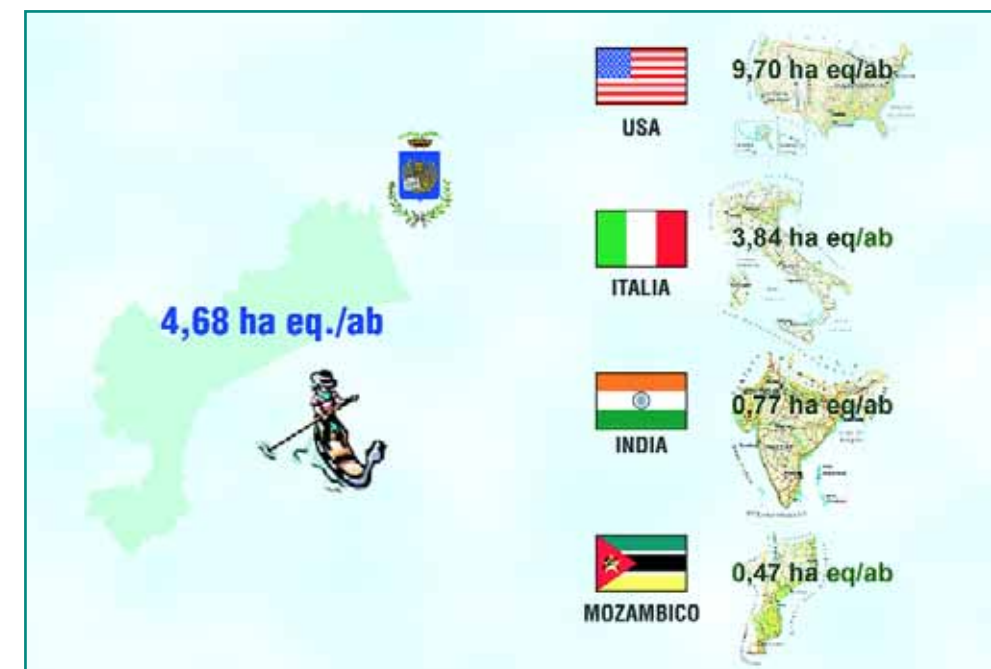 4,68 ha eq./ab
USA
9,70 ha eq/ab
ITALIA
3,84 ha eq/ab
INDIA
0,77 ha eq/ab
MOZAMBICO
0,47 ha eq/ab